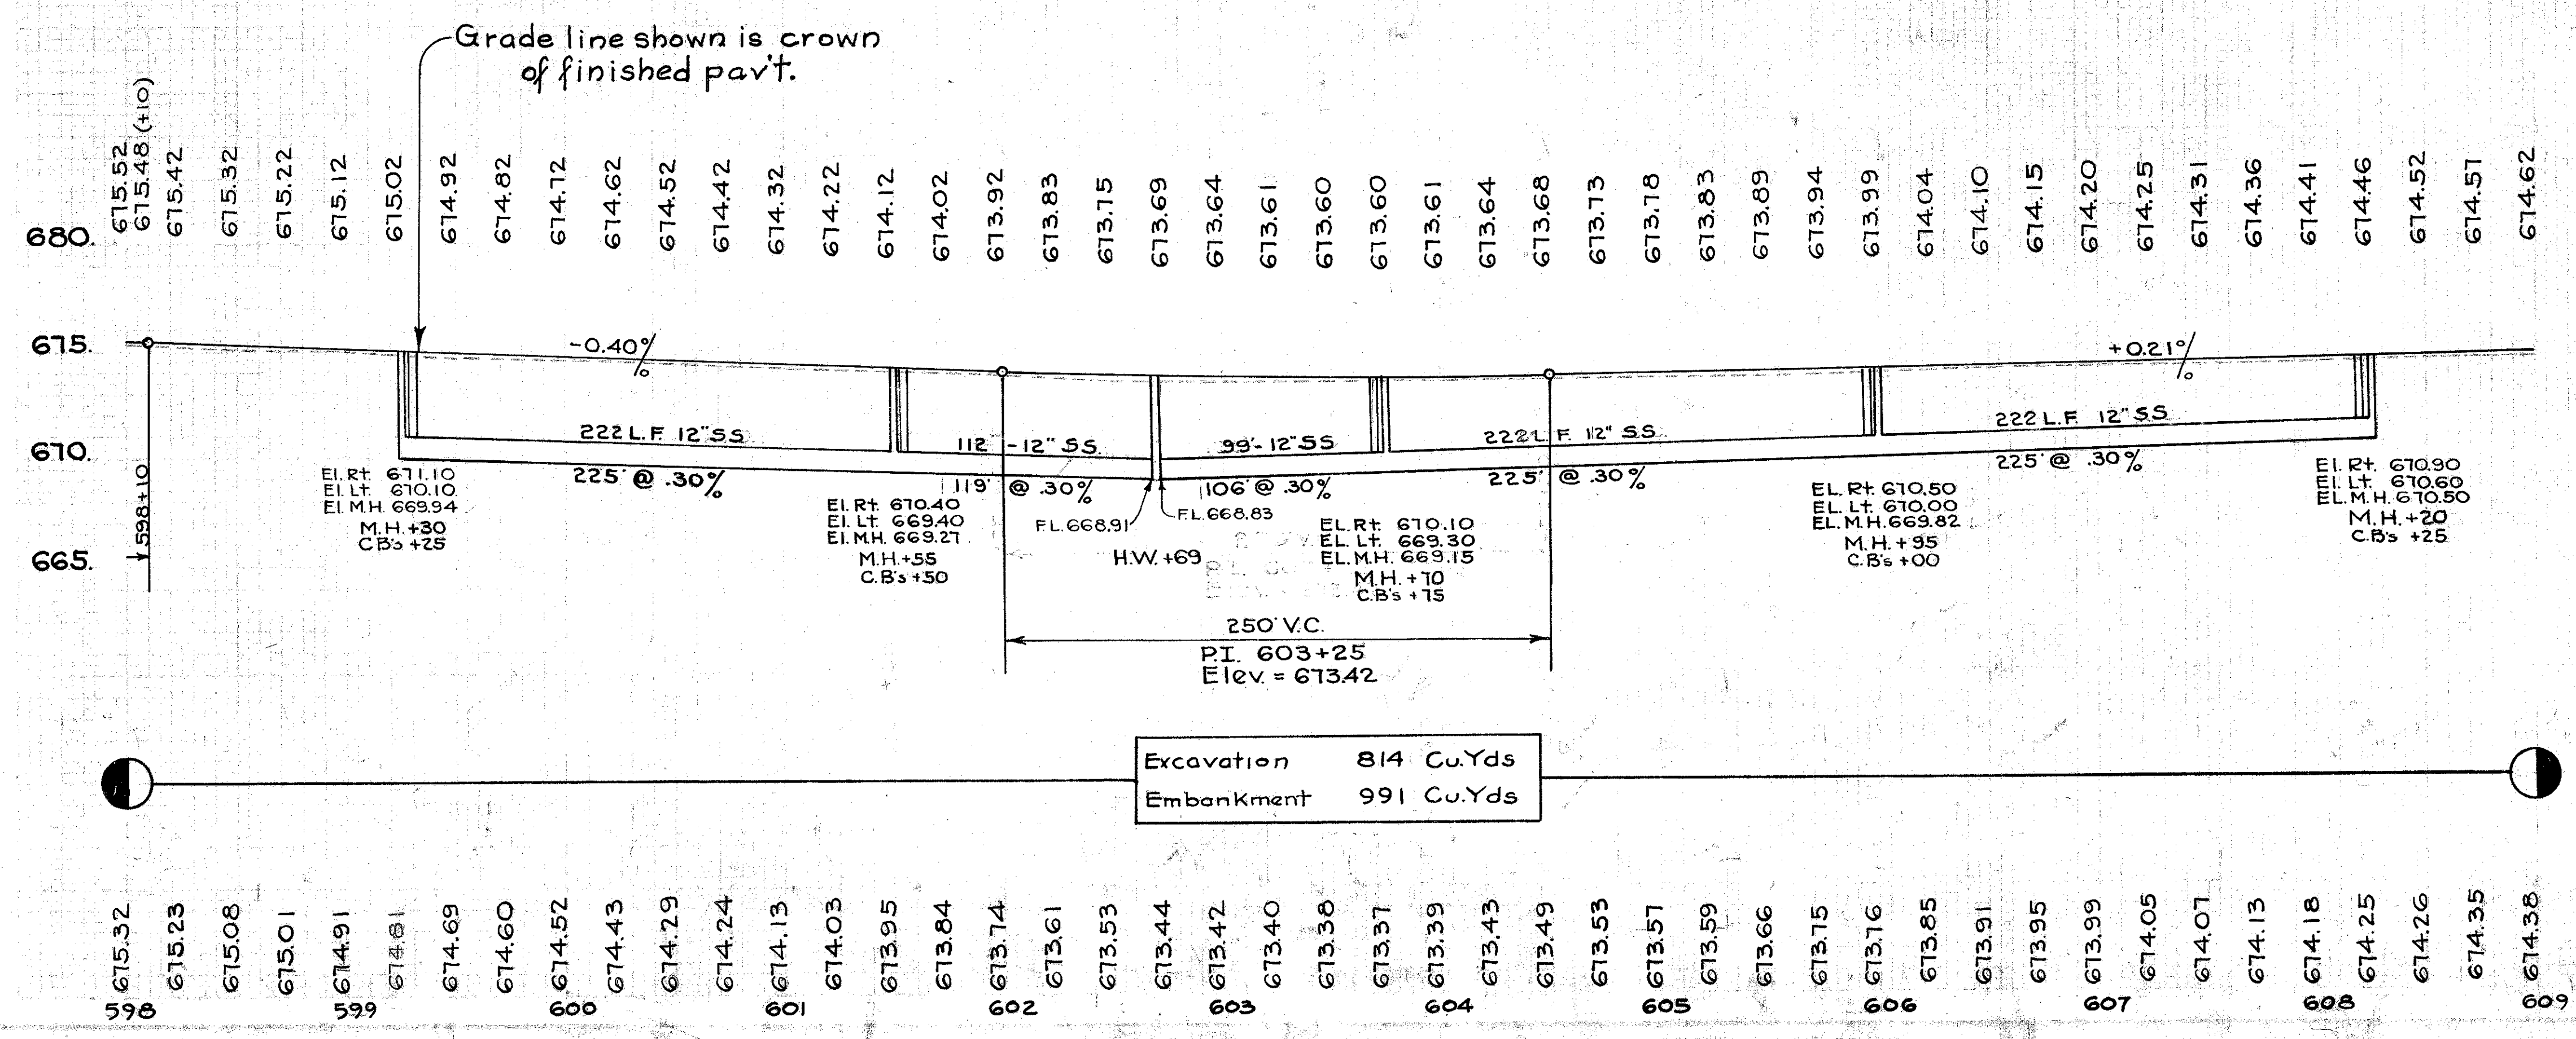 Grade line shown is crown
of finished pav't.
675.52
675.48 (+10)
675.42
675.32
675.22
675.12
675.02
674.92
674.82
674.72
674.62
674.52
674.42
674.32
674.22
674.12
674.02
673.92
673.83
673.75
673.69
673.64
673.61
673.60
673.60
673.61
673.64
673.68
673.73
673.78
673.83
673.89
673.94
673.99
674.04
674.10
674.15
674.20
674.25
674.31
674.36
674.41
674.46
674.52
674.57
674.62
680.
675.
670.
665.
-0.40%
+0.21%
222 L.F. 12" S.S.
112' - 12" S.S.
99' - 12" S.S.
222 L.F. 12" S.S.
222 L.F. 12" S.S.
225' @ .30%
119' @ .30%
106' @ .30%
225' @ .30%
225' @ .30%
598+10
El. Rt. 671.10
El. Lt. 670.10
El. M.H. 669.94
M.H. +30
C.B's +25
El. Rt. 670.40
El. Lt. 669.40
El. M.H. 669.27
M.H. +55
C.B's +50
F.L. 668.91
F.L. 668.83
H.W. +69
EL. Rt. 670.10
EL. Lt. 669.30
EL. M.H. 669.15
M.H. +70
C.B's +75
EL. Rt. 670.50
EL. Lt. 670.00
EL. M.H. 669.82
M.H. +95
C.B's +00
El. Rt. 670.90
El. Lt. 670.60
EL. M.H. 670.50
M.H. +20
C.B's +25
250' V.C.
P.I. 603+25
Elev. = 673.42
Excavation 814 Cu.Yds
Embankment 991 Cu.Yds
675.32
675.23
675.08
675.01
674.91
674.81
674.69
674.60
674.52
674.43
674.29
674.24
674.13
674.03
673.95
673.84
673.74
673.61
673.53
673.44
673.42
673.40
673.38
673.37
673.39
673.43
673.49
673.53
673.57
673.59
673.66
673.75
673.76
673.85
673.91
673.95
673.99
674.05
674.07
674.13
674.18
674.25
674.26
674.35
674.38
598 599 600 601 602 603 604 605 606 607 608 609